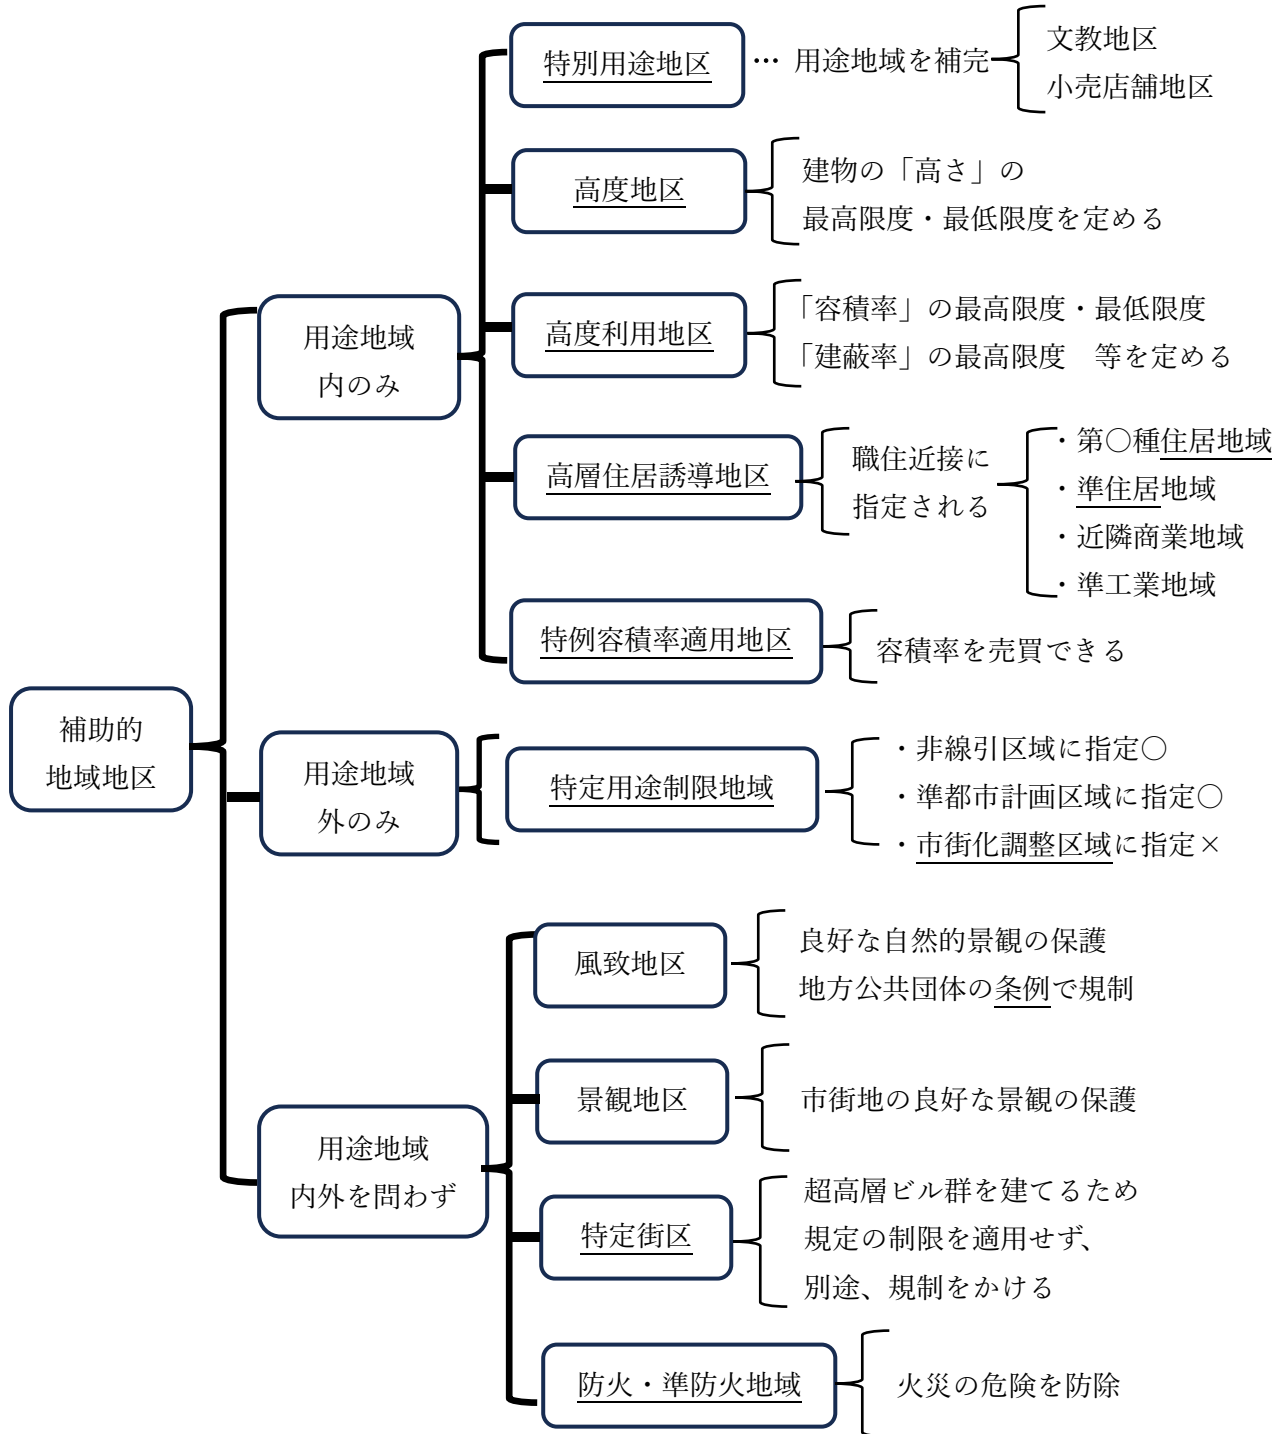 補助的
地域地区
用途地域
内のみ
特別用途地区
… 用途地域を補完
文教地区
小売店舗地区
高度地区
建物の「高さ」の
最高限度・最低限度を定める
高度利用地区
「容積率」の最高限度・最低限度
「建蔽率」の最高限度　等を定める
高層住居誘導地区
職住近接に
指定される
・第〇種住居地域
・準住居地域
・近隣商業地域
・準工業地域
特例容積率適用地区
容積率を売買できる
用途地域
外のみ
特定用途制限地域
・非線引区域に指定〇
・準都市計画区域に指定〇
・市街化調整区域に指定×
用途地域
内外を問わず
風致地区
良好な自然的景観の保護
地方公共団体の条例で規制
景観地区
市街地の良好な景観の保護
特定街区
超高層ビル群を建てるため
規定の制限を適用せず、
別途、規制をかける
防火・準防火地域
火災の危険を防除